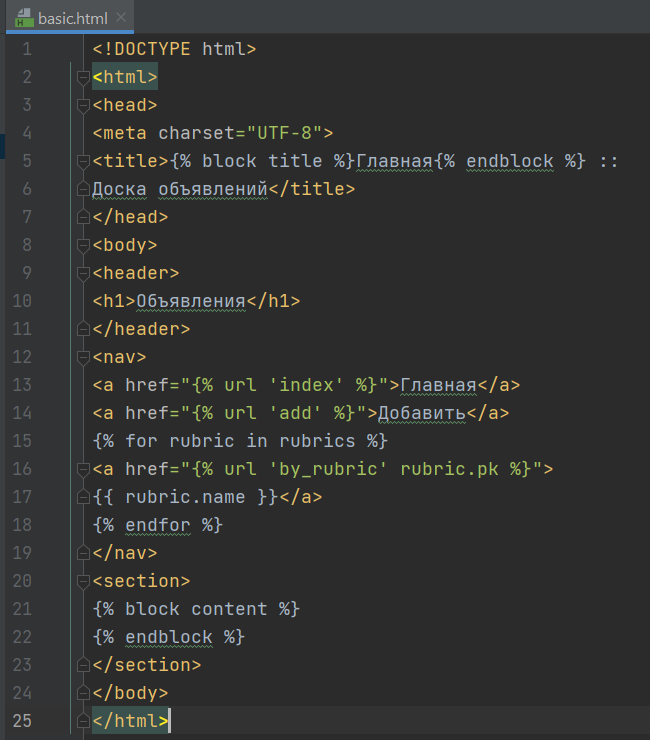 basic.html
1 <!DOCTYPE html>
2 <html>
3 <head>
4 <meta charset="UTF-8">
5 <title>{% block title %}Главная{% endblock %} ::
6 Доска объявлений</title>
7 </head>
8 <body>
9 <header>
10 <h1>Объявления</h1>
11 </header>
12 <nav>
13 <a href="{% url 'index' %}">Главная</a>
14 <a href="{% url 'add' %}">Добавить</a>
15 {% for rubric in rubrics %}
16 <a href="{% url 'by_rubric' rubric.pk %}">
17 {{ rubric.name }}</a>
18 {% endfor %}
19 </nav>
20 <section>
21 {% block content %}
22 {% endblock %}
23 </section>
24 </body>
25 </html>